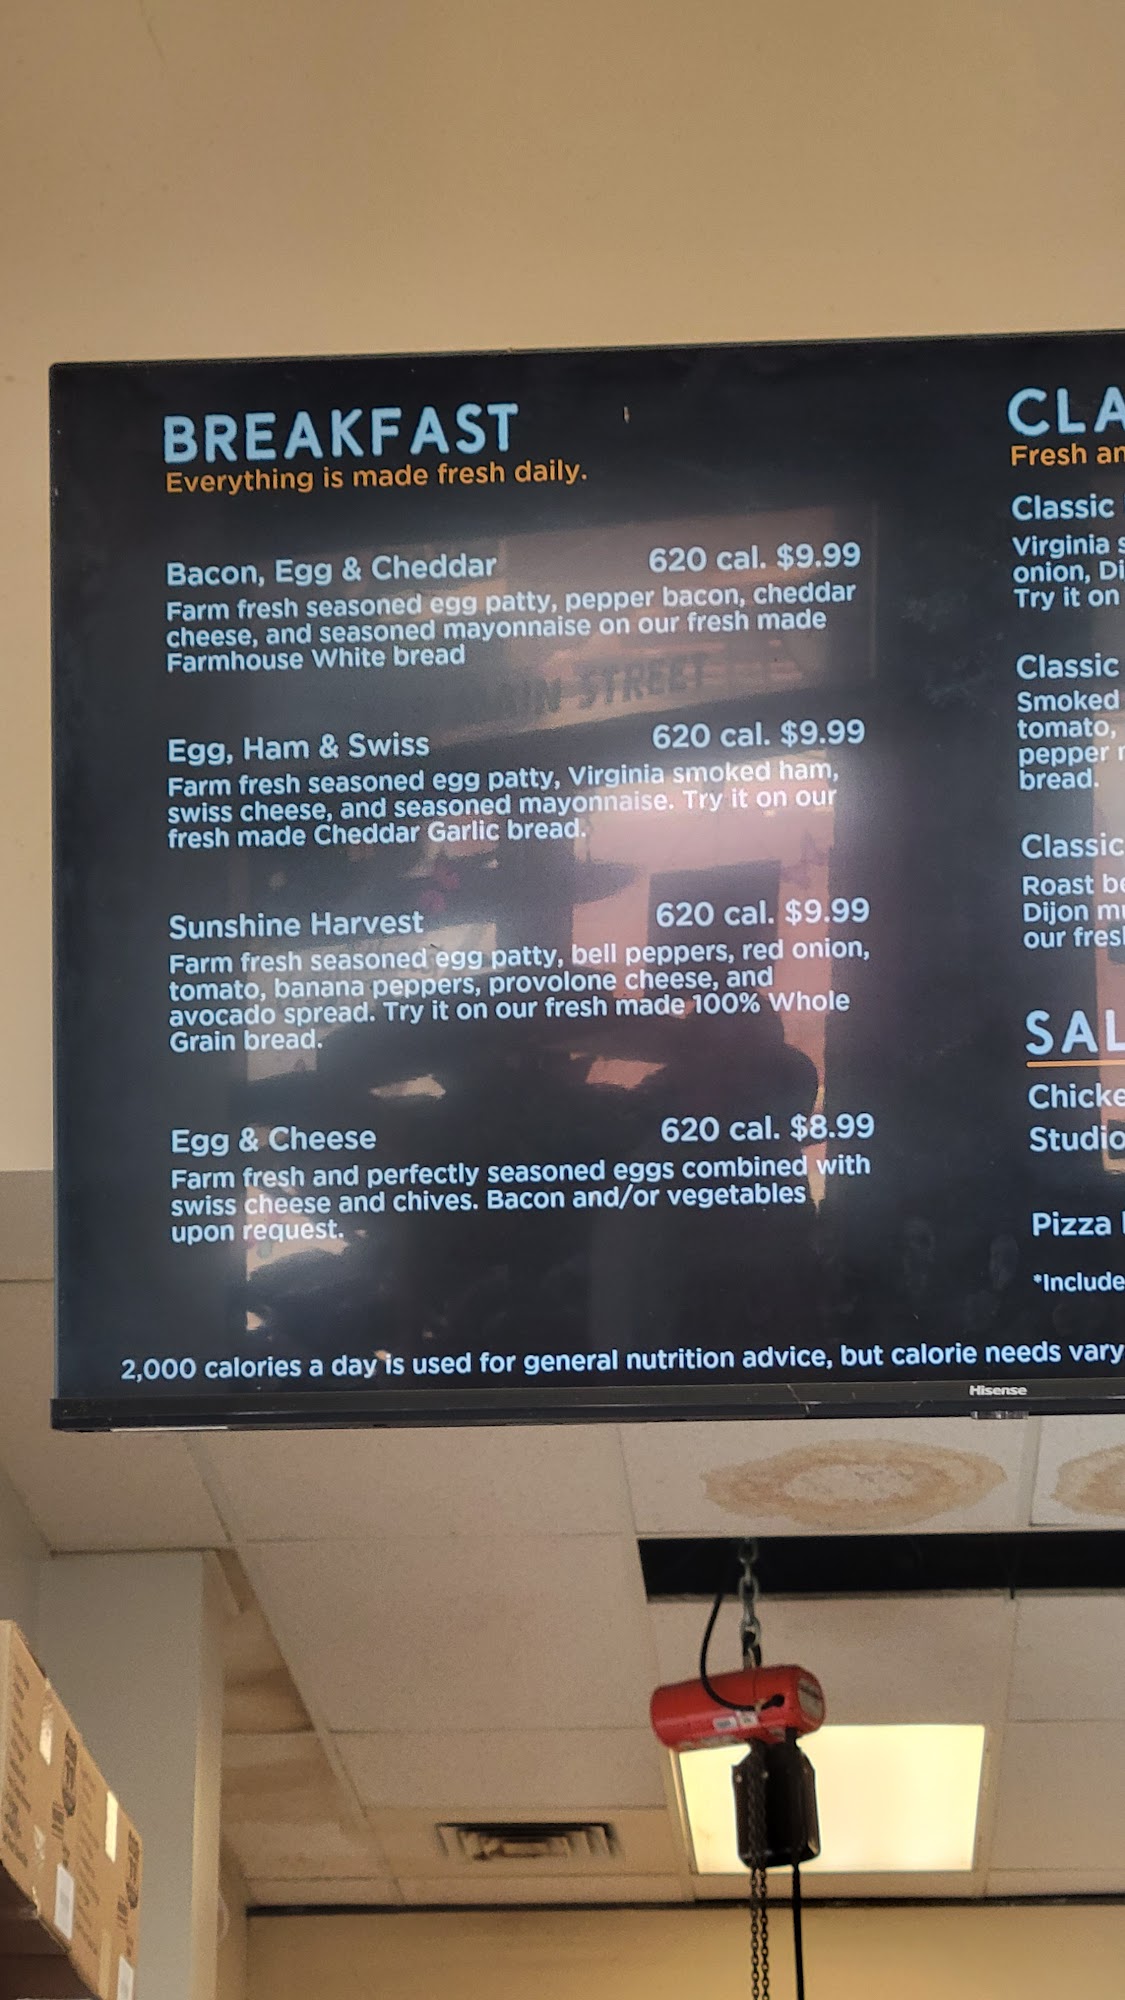 BREAKFAST
Everything is made fresh daily.
Bacon, Egg & Cheddar 620 cal. $9.99
Farm fresh seasoned egg patty, pepper bacon, cheddar
cheese, and seasoned mayonnaise on our fresh made
Farmhouse White bread
Egg, Ham & Swiss 620 cal. $9.99
Farm fresh seasoned egg patty, Virginia smoked ham,
swiss cheese, and seasoned mayonnaise. Try it on our
fresh made Cheddar Garlic bread.
Sunshine Harvest 620 cal. $9.99
Farm fresh seasoned egg patty, bell peppers, red onion,
tomato, banana peppers, provolone cheese, and
avocado spread. Try it on our fresh made 100% Whole
Grain bread.
Egg & Cheese 620 cal. $8.99
Farm fresh and perfectly seasoned eggs combined with
swiss cheese and chives. Bacon and/or vegetables
upon request.
CLA
Fresh an
Classic
Virginia s
onion, Di
Try it on
Classic
Smoked
tomato,
pepper
bread.
Classic
Roast be
Dijon mu
our fresh
SAL
Chicke
Studio
Pizza
*Include
2,000 calories a day is used for general nutrition advice, but calorie needs vary
Hisense
STREET